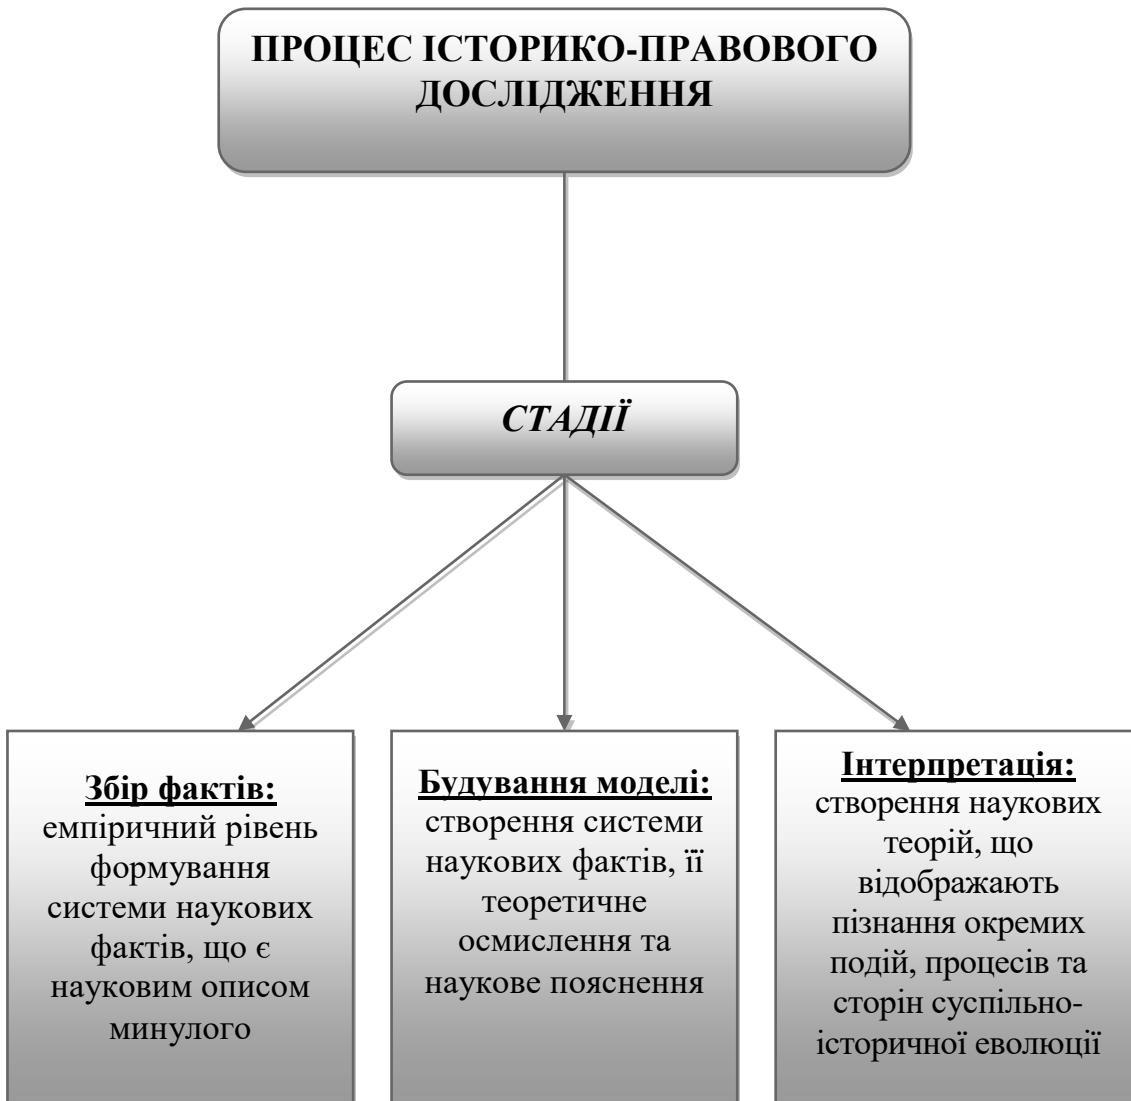 ПРОЦЕС ІСТОРИКО-ПРАВОВОГО
ДОСЛІДЖЕННЯ
СТАДІЇ
Збір фактів:
емпіричний рівень
формування
системи наукових
фактів, що є
науковим описом
минулого
Будування моделі:
створення системи
наукових фактів, її
теоретичне
осмислення та
наукове пояснення
Інтерпретація:
створення наукових
теорій, що
відображають
пізнання окремих
подій, процесів та
сторін суспільно-
історичної еволюції